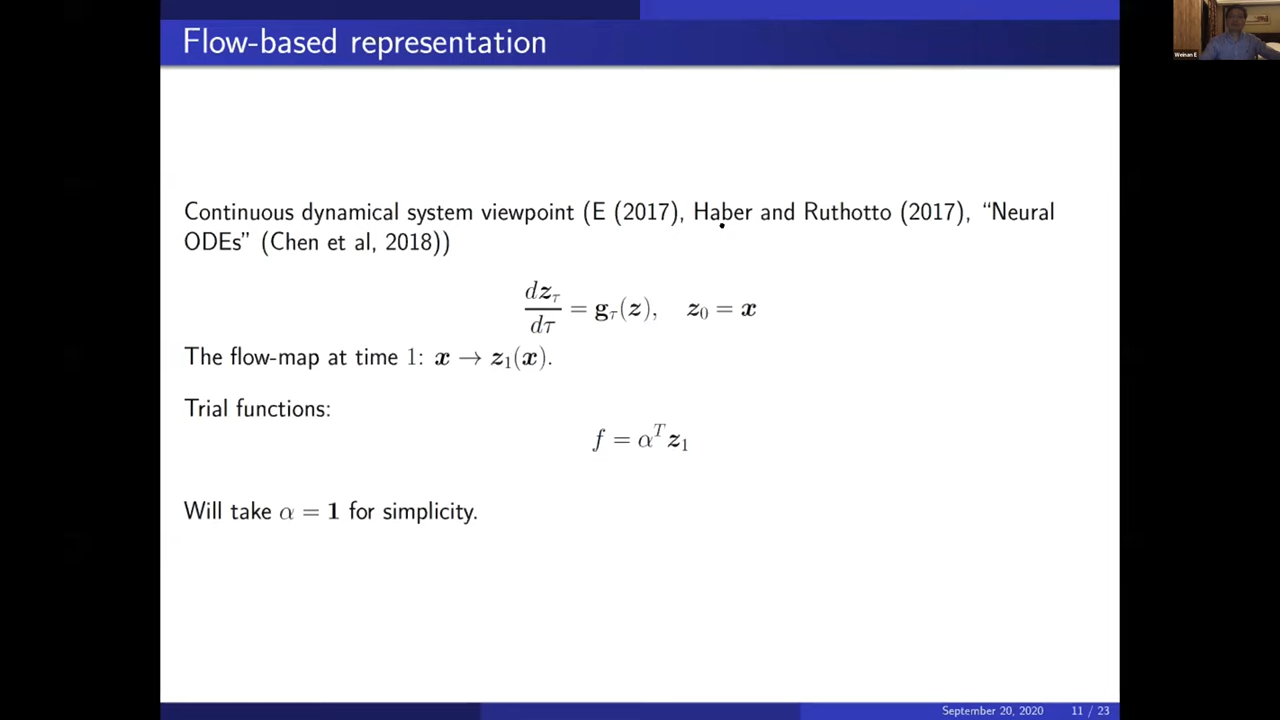 Flow-based representation
Weinan E
Continuous dynamical system viewpoint (E (2017), Haber and Ruthotto (2017), “Neural
ODEs” (Chen et al, 2018))
dz_τ/dτ = g_τ(z), z_0 = x
The flow-map at time 1: x → z_1(x).
Trial functions:
f = α^T z_1
Will take α = 1 for simplicity.
September 20, 2020 11 / 23